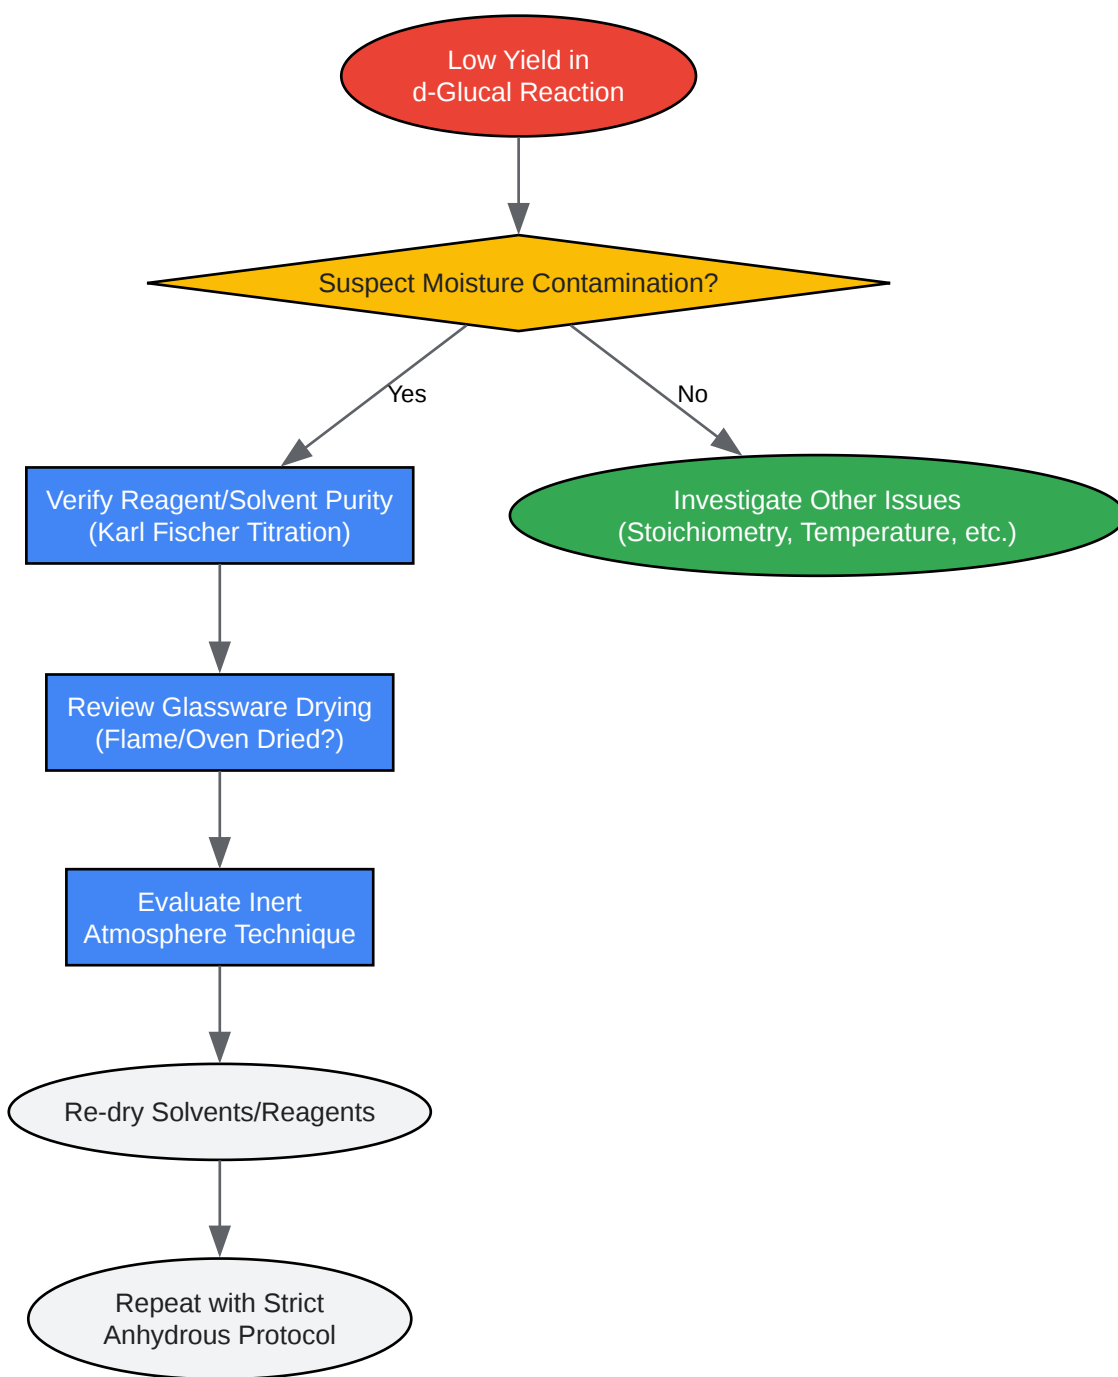 Low Yield in
d-Glucal Reaction
Suspect Moisture Contamination?
Yes
No
Verify Reagent/Solvent Purity
(Karl Fischer Titration)
Investigate Other Issues
(Stoichiometry, Temperature, etc.)
Review Glassware Drying
(Flame/Oven Dried?)
Evaluate Inert
Atmosphere Technique
Re-dry Solvents/Reagents
Repeat with Strict
Anhydrous Protocol